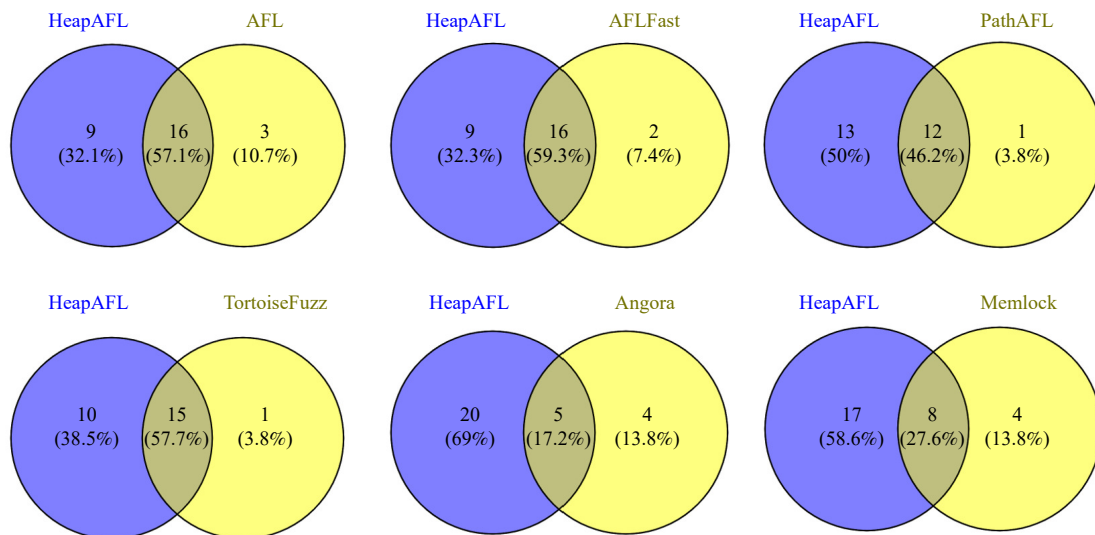 HeapAFL AFL
9 16 3
(32.1%) (57.1%) (10.7%)
HeapAFL AFLFast
9 16 2
(32.3%) (59.3%) (7.4%)
HeapAFL PathAFL
13 12 1
(50%) (46.2%) (3.8%)
HeapAFL TortoiseFuzz
10 15 1
(38.5%) (57.7%) (3.8%)
HeapAFL Angora
20 5 4
(69%) (17.2%) (13.8%)
HeapAFL Memlock
17 8 4
(58.6%) (27.6%) (13.8%)